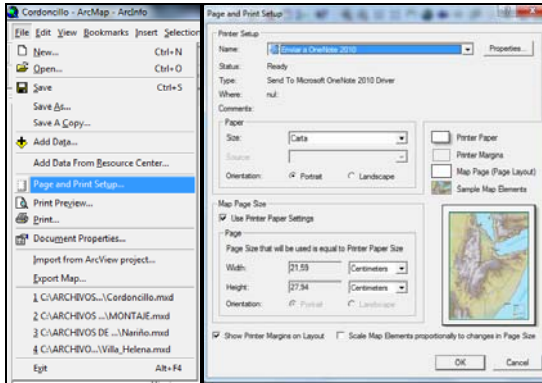 Cordoncillo - ArcMap - ArcInfo
File Edit View Bookmarks Insert Selection
New... Ctrl+N
Open... Ctrl+O
Save Ctrl+S
Save As...
Save A Copy...
Add Data...
Add Data From Resource Center...
Page and Print Setup...
Print Preview...
Print...
Document Properties...
Import from ArcView project...
Export Map...
1 C:\ARCHIVOS...\Cordoncillo.mxd
2 C:\ARCHIVOS ...\MONTAJE.mxd
3 C:\ARCHIVOS DE ...\Nariño.mxd
4 C:\ARCHIVO...\Villa_Helena.mxd
Exit Alt+F4
Page and Print Setup
Printer Setup
Name: Enviar a OneNote 2010 Properties...
Status: Ready
Type: Send To Microsoft OneNote 2010 Driver
Where: nul:
Comments:
Paper
Size: Carta
Source:
Orientation: Portrait Landscape
Printer Paper
Printer Margins
Map Page (Page Layout)
Sample Map Elements
Map Page Size
Use Printer Paper Settings
Page
Page Size that will be used is equal to Printer Paper Size
Width: 21,59 Centimeters
Height: 27,94 Centimeters
Orientation: Portrait Landscape
Show Printer Margins on Layout Scale Map Elements proportionally to changes in Page Size
OK Cancel